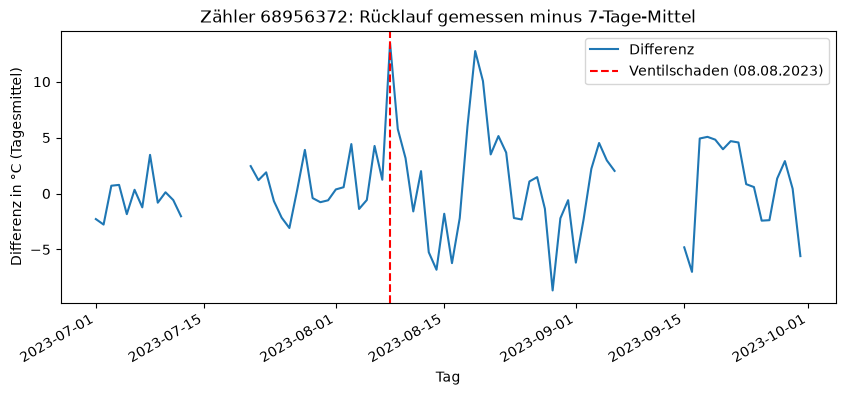 Zähler 68956372: Rücklauf gemessen minus 7-Tage-Mittel
Differenz
Ventilschaden (08.08.2023)
Differenz in °C (Tagesmittel)
10
5
0
−5
2023-07-01
2023-07-15
2023-08-01
2023-08-15
2023-09-01
2023-09-15
2023-10-01
Tag